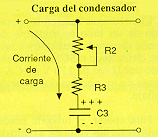 Carga del condensador
+
R2
Corriente
de
carga
R3
+ + +
C3
- - -
-